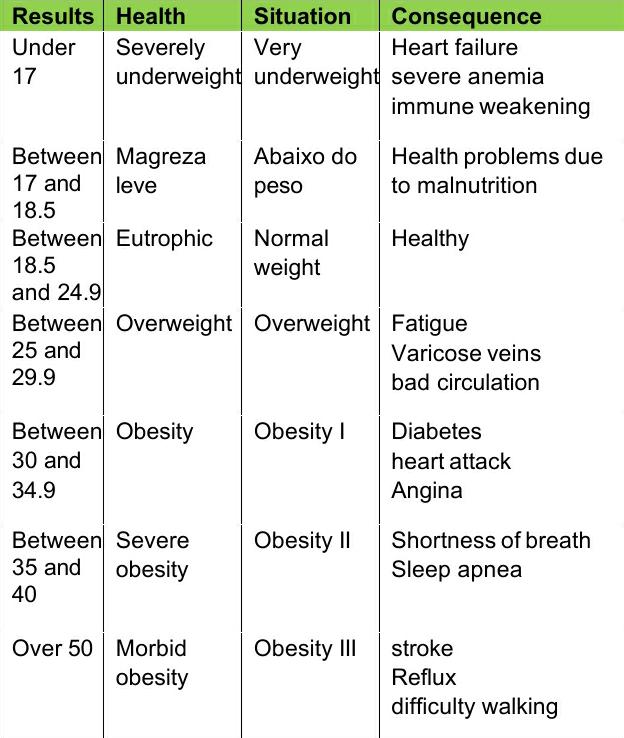 Results Health Situation Consequence
Under Severely Very Heart failure
17 underweight underweight severe anemia
immune weakening
Between Magreza Abaixo do Health problems due
17 and leve peso to malnutrition
18.5
Between Eutrophic Normal Healthy
18.5 weight
and 24.9
Between Overweight Overweight Fatigue
25 and Varicose veins
29.9 bad circulation
Between Obesity Obesity I Diabetes
30 and heart attack
34.9 Angina
Between Severe Obesity II Shortness of breath
35 and obesity Sleep apnea
40
Over 50 Morbid Obesity III stroke
obesity Reflux
difficulty walking